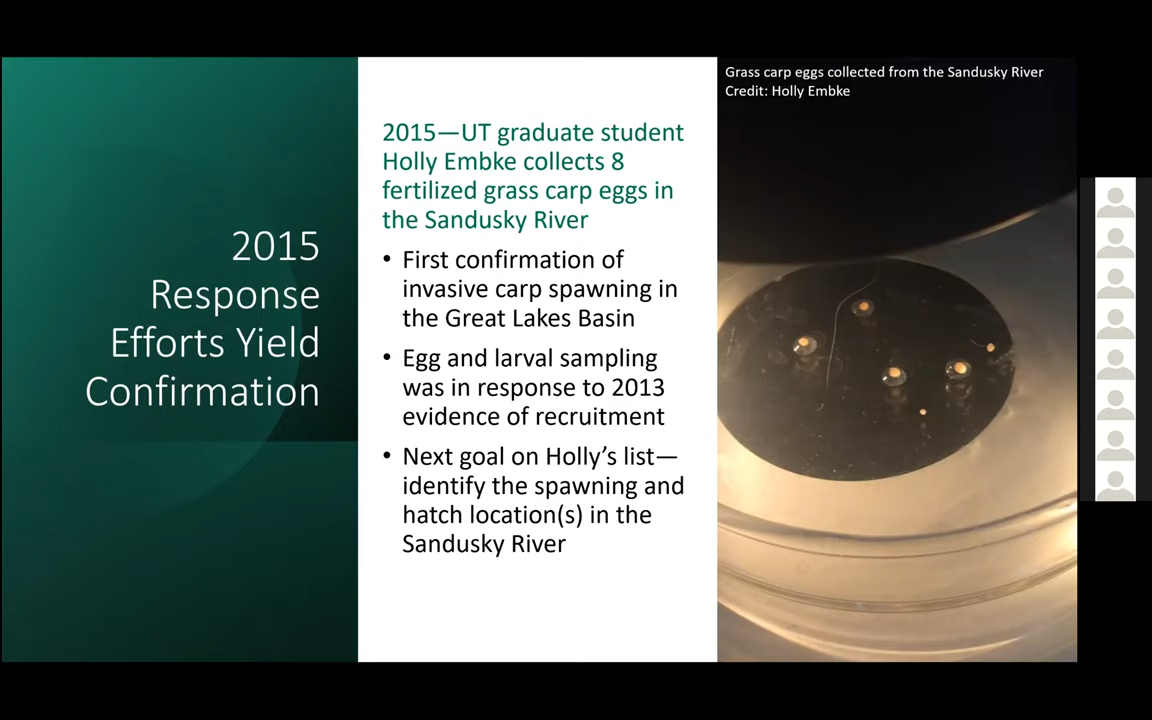 2015
Response
Efforts Yield
Confirmation
2015—UT graduate student
Holly Embke collects 8
fertilized grass carp eggs in
the Sandusky River
• First confirmation of
invasive carp spawning in
the Great Lakes Basin
• Egg and larval sampling
was in response to 2013
evidence of recruitment
• Next goal on Holly’s list—
identify the spawning and
hatch location(s) in the
Sandusky River
Grass carp eggs collected from the Sandusky River
Credit: Holly Embke